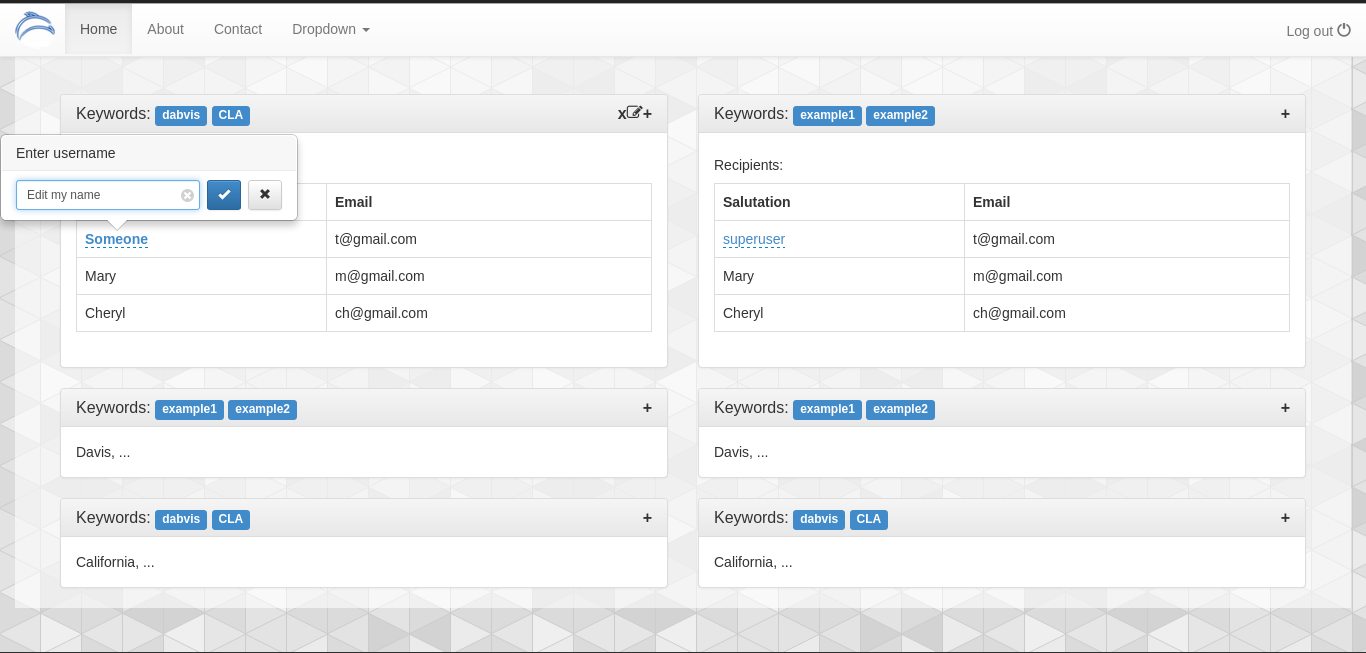 Home About Contact Dropdown Log out
Keywords: dabvis CLA x +
Enter username
Edit my name
Email
Someone t@gmail.com
Mary m@gmail.com
Cheryl ch@gmail.com
Keywords: example1 example2 +
Recipients:
Salutation Email
superuser t@gmail.com
Mary m@gmail.com
Cheryl ch@gmail.com
Keywords: example1 example2 +
Davis, ...
Keywords: example1 example2 +
Davis, ...
Keywords: dabvis CLA +
California, ...
Keywords: dabvis CLA +
California, ...